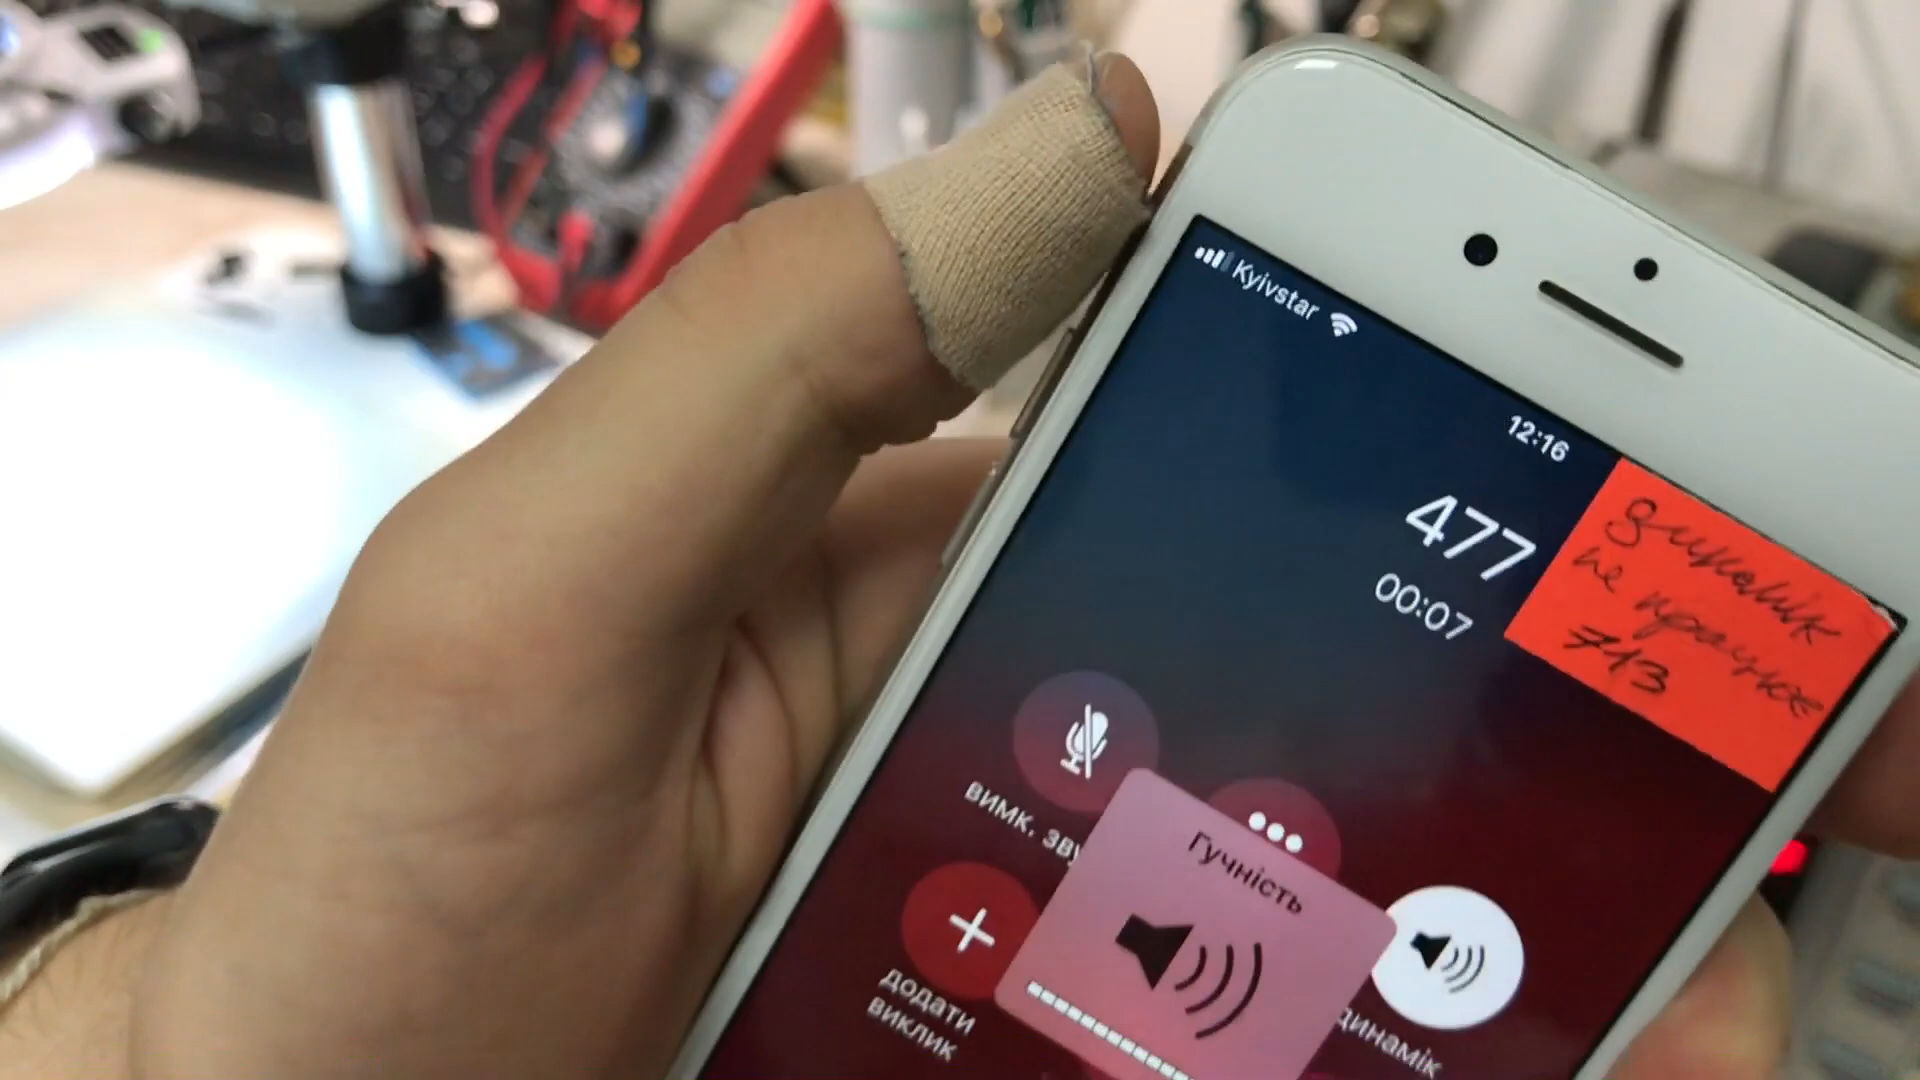 Kyivstar
12:16
477
00:07
динамік
не працює
713
вимк. зву
Гучність
додати
виклик
динамік